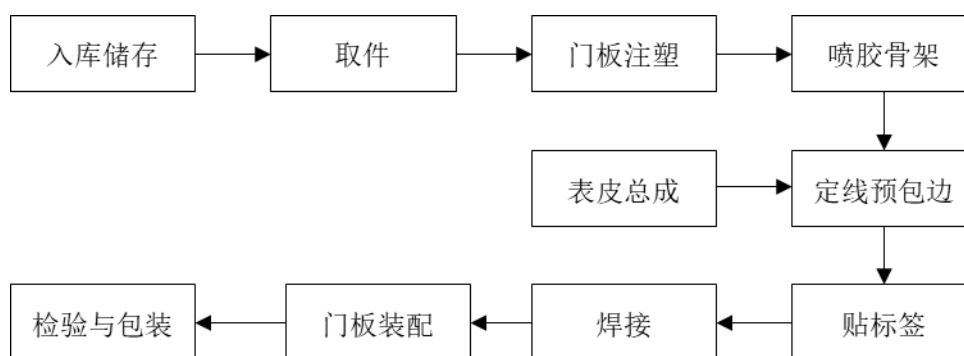 入库储存
取件
门板注塑
喷胶骨架
表皮总成
定线预包边
检验与包装
门板装配
焊接
贴标签